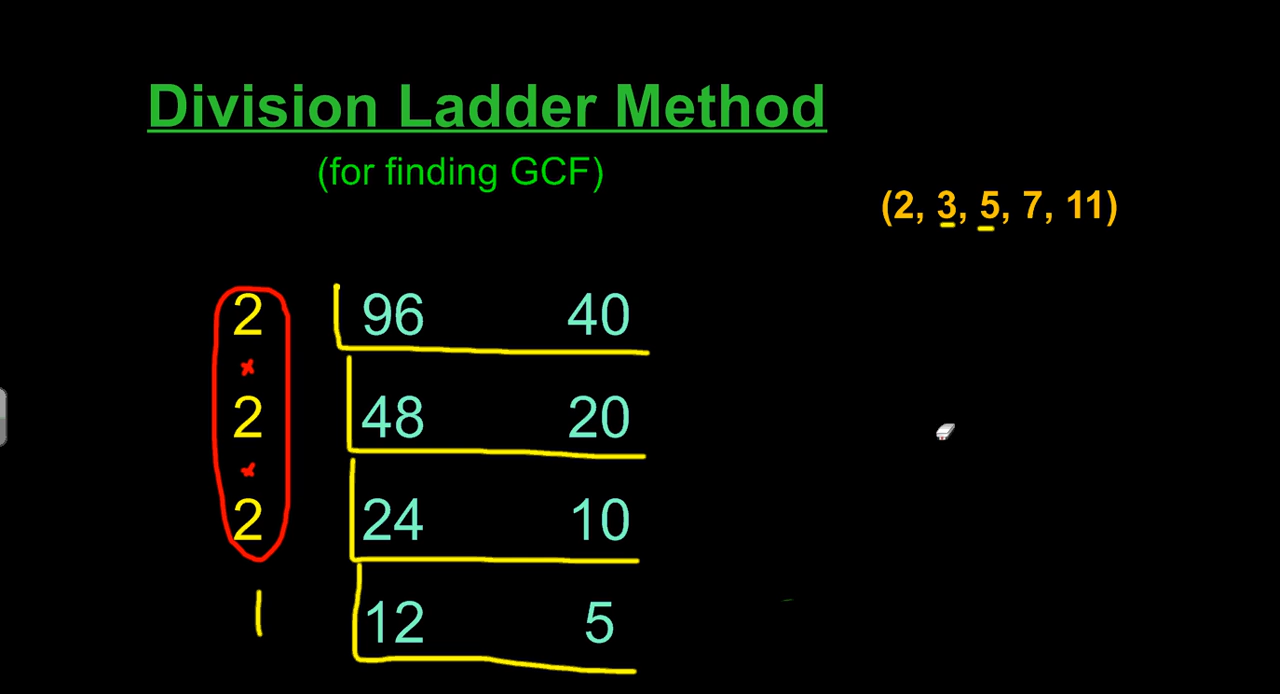 Division Ladder Method
(for finding GCF)
(2, 3, 5, 7, 11)
2 96 40
×
2 48 20
×
2 24 10
1 12 5